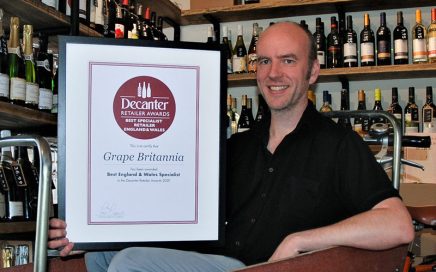 Decanter
RETAILER AWARDS
BEST SPECIALIST
RETAILER
ENGLAND & WALES
This is to certify that
Grape Britannia
has been awarded
Best England & Wales Specialist
in the Decanter Retailer Awards 2021